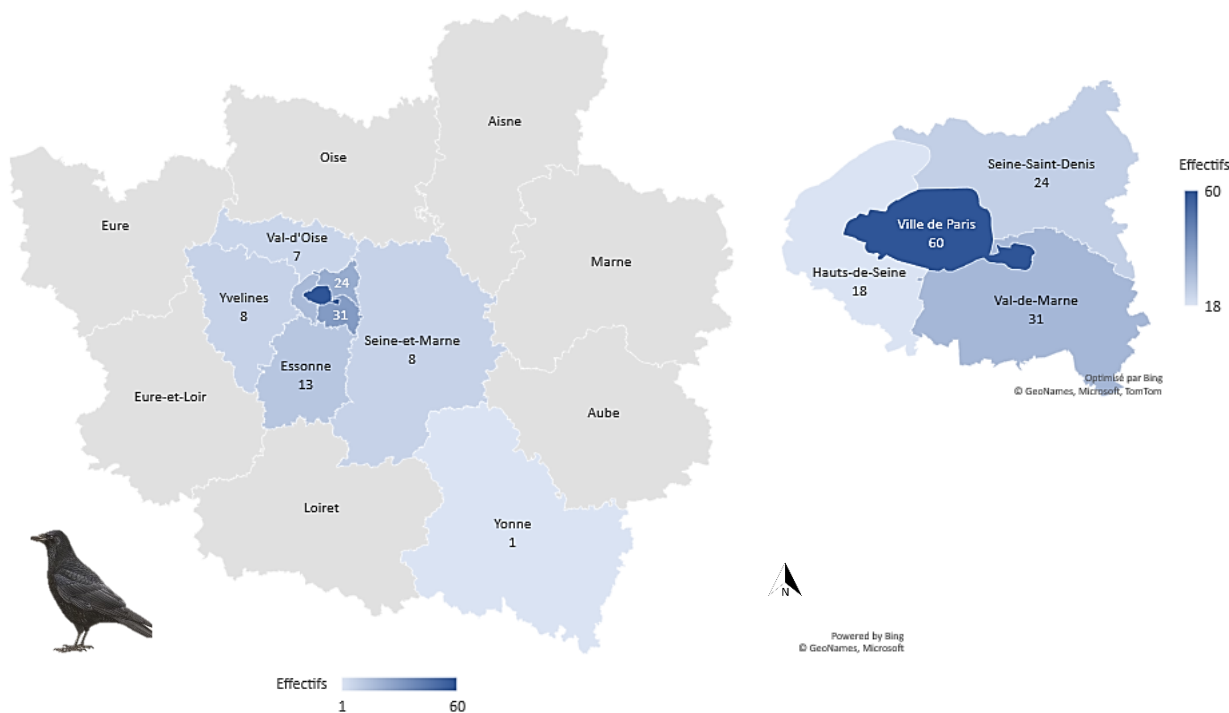 Aisne
Oise
Eure
Val-d'Oise
7
Marne
Yvelines
8
24
31
Seine-et-Marne
8
Essonne
13
Eure-et-Loir
Aube
Loiret
Yonne
1
Effectifs
1
60
Seine-Saint-Denis
24
Effectifs
60
18
Ville de Paris
60
Hauts-de-Seine
18
Val-de-Marne
31
Optimisé par Bing
© GeoNames, Microsoft, TomTom
N
Powered by Bing
© GeoNames, Microsoft